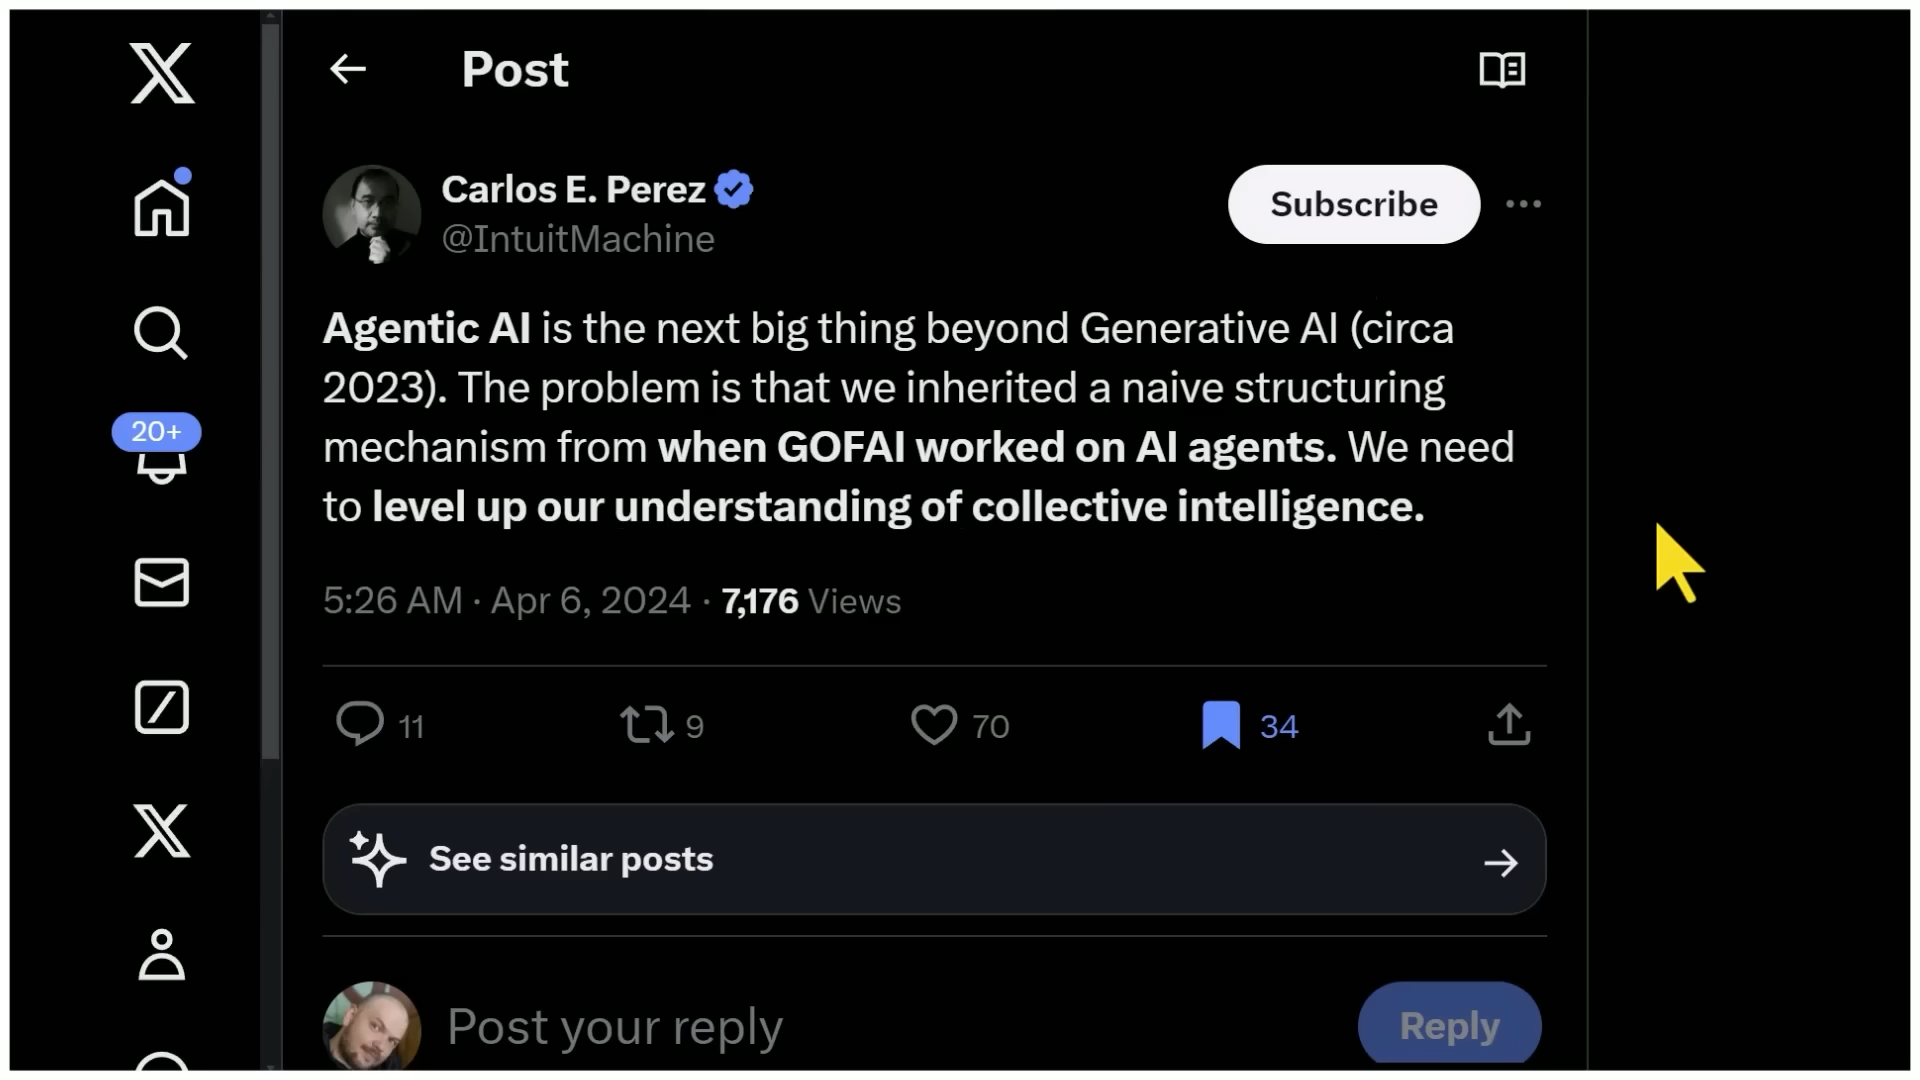 Post
Carlos E. Perez
@IntuitMachine
Subscribe
Agentic AI is the next big thing beyond Generative AI (circa
2023). The problem is that we inherited a naive structuring
mechanism from when GOFAI worked on AI agents. We need
to level up our understanding of collective intelligence.
5:26 AM · Apr 6, 2024 · 7,176 Views
11 9 70 34
See similar posts
Post your reply
Reply
20+